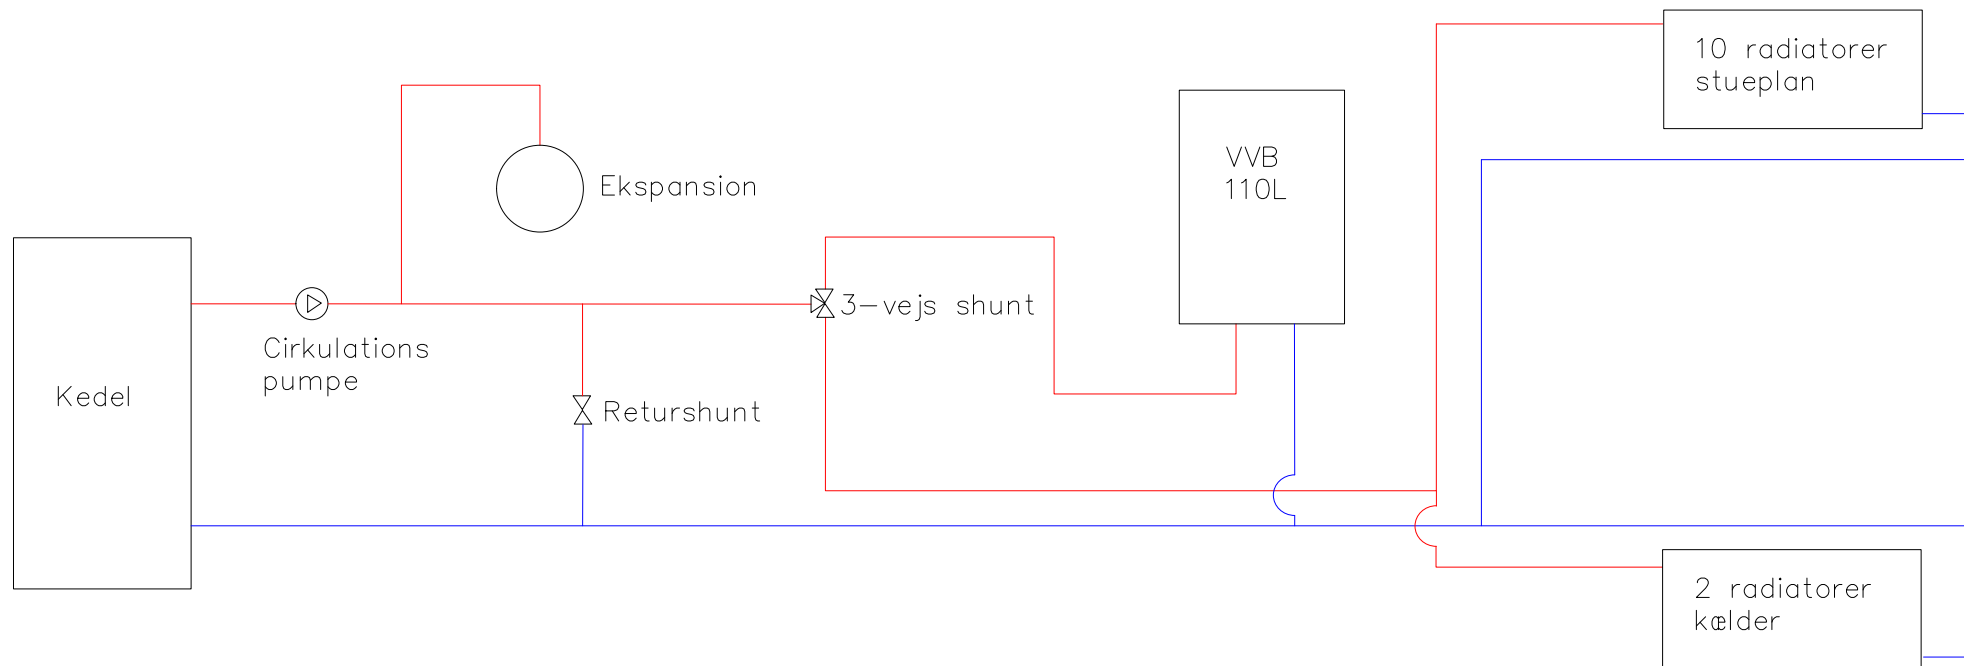 10 radiatorer
stueplan
VVB
110L
Ekspansion
3-vejs shunt
Cirkulations
pumpe
Kedel
Returshunt
2 radiatorer
kælder